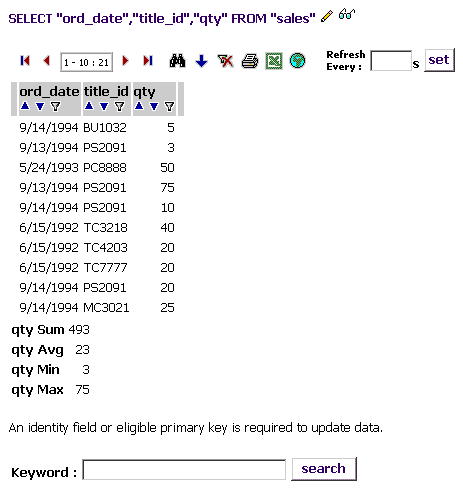 SELECT "ord_date","title_id","qty" FROM "sales"
1 - 10 : 21 Refresh Every : s set
ord_date title_id qty
9/14/1994 BU1032 5
9/13/1994 PS2091 3
5/24/1993 PC8888 50
9/13/1994 PS2091 75
9/14/1994 PS2091 10
6/15/1992 TC3218 40
6/15/1992 TC4203 20
6/15/1992 TC7777 20
9/14/1994 PS2091 20
9/14/1994 MC3021 25
qty Sum 493
qty Avg 23
qty Min 3
qty Max 75
An identity field or eligible primary key is required to update data.
Keyword : search